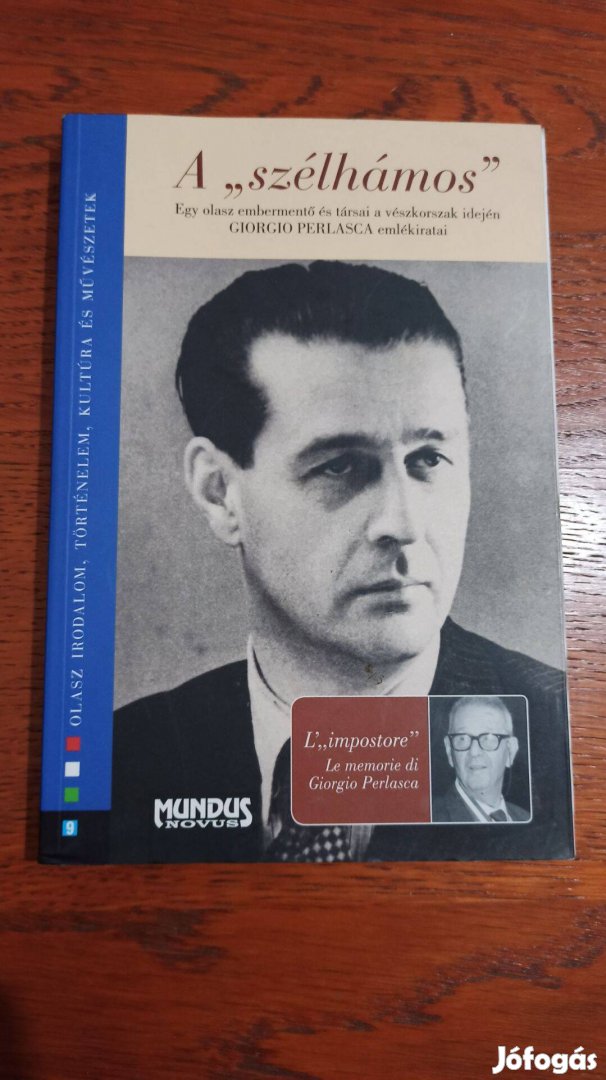 A „szélhámos”
Egy olasz embermentő és társai a vészkorszak idején
GIORGIO PERLASCA emlékiratai
OLASZ IRODALOM, TÖRTÉNELEM, KULTÚRA ÉS MŰVÉSZETEK
L’„impostore”
Le memorie di
Giorgio Perlasca
MUNDUS
NOVUS
9
Jófogás